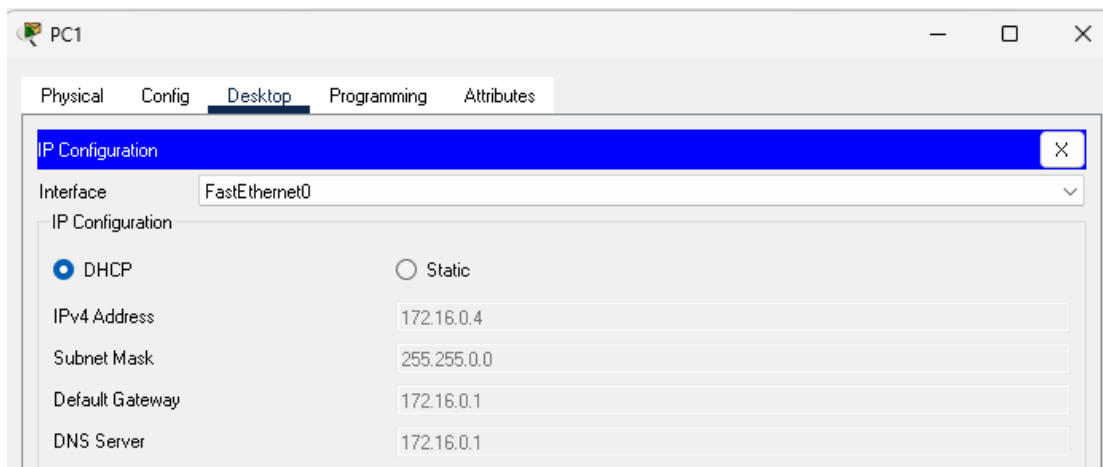 PC1
Physical Config Desktop Programming Attributes
IP Configuration X
Interface FastEthernet0
IP Configuration
DHCP Static
IPv4 Address 172.16.0.4
Subnet Mask 255.255.0.0
Default Gateway 172.16.0.1
DNS Server 172.16.0.1